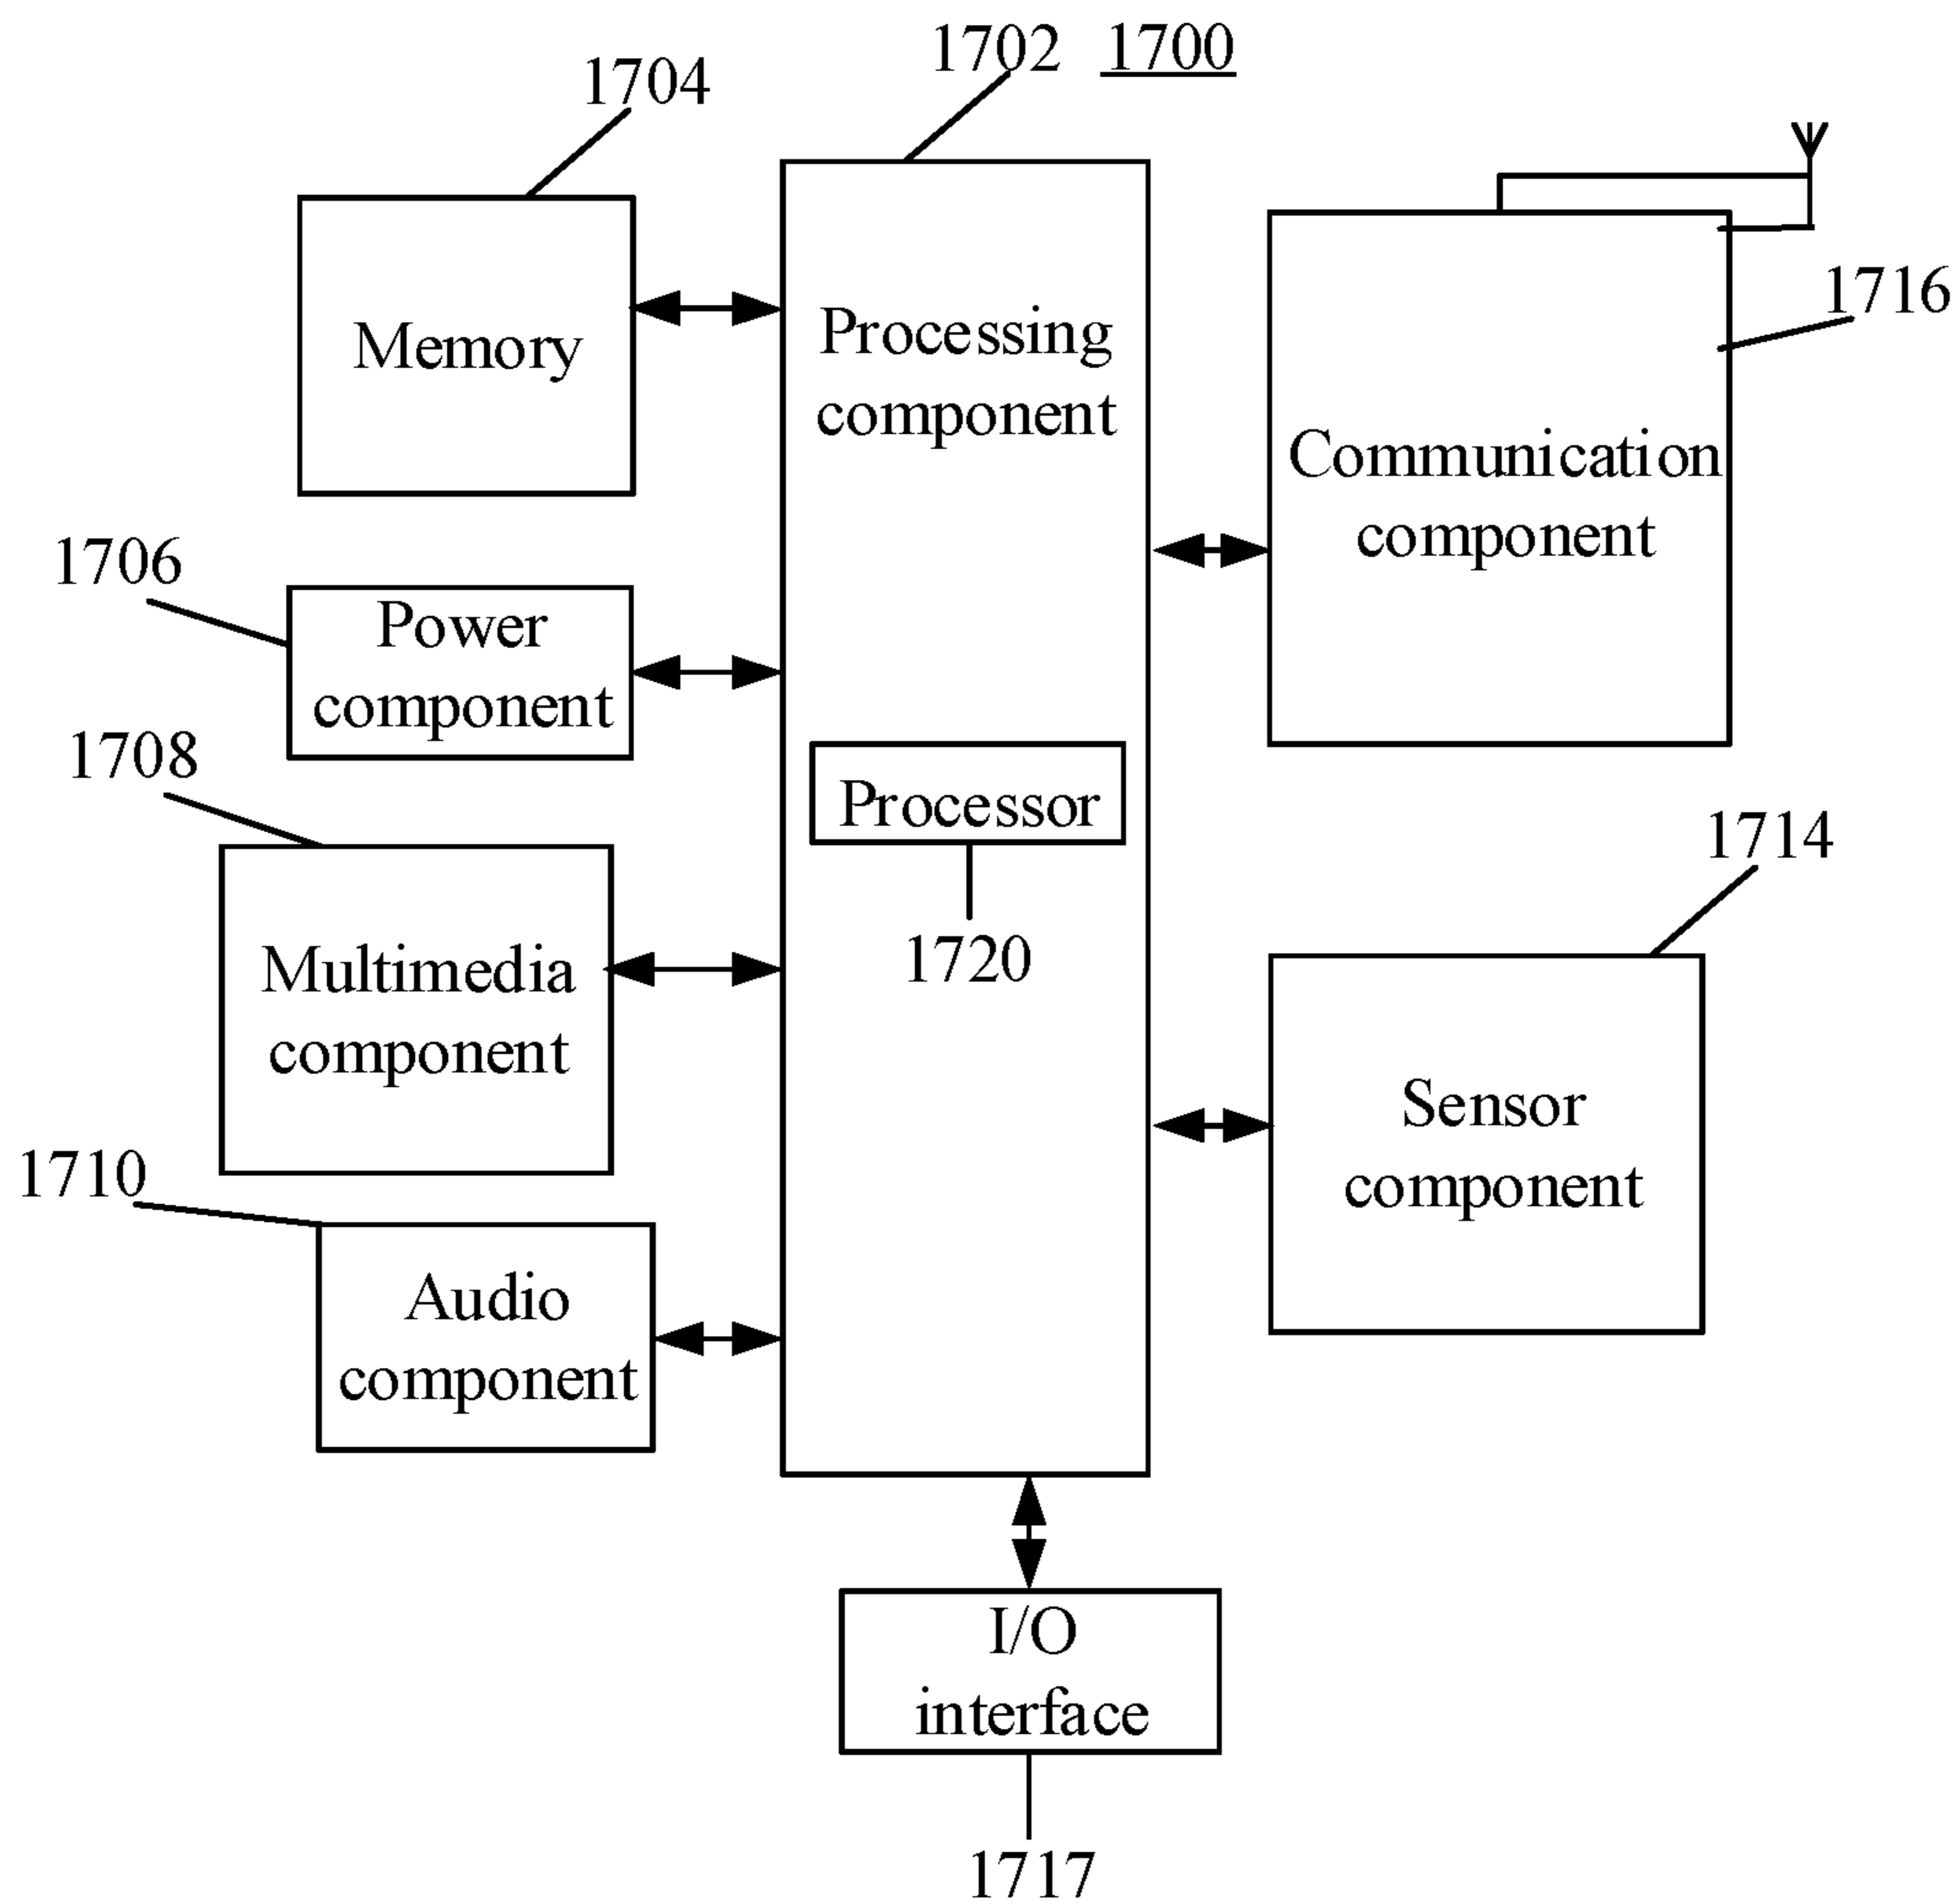 1702
1700
1704
Memory
Processing
component
1716
Communication
component
1706
Power
component
1708
Processor
1720
1714
Multimedia
component
Sensor
component
1710
Audio
component
I/O
interface
1717